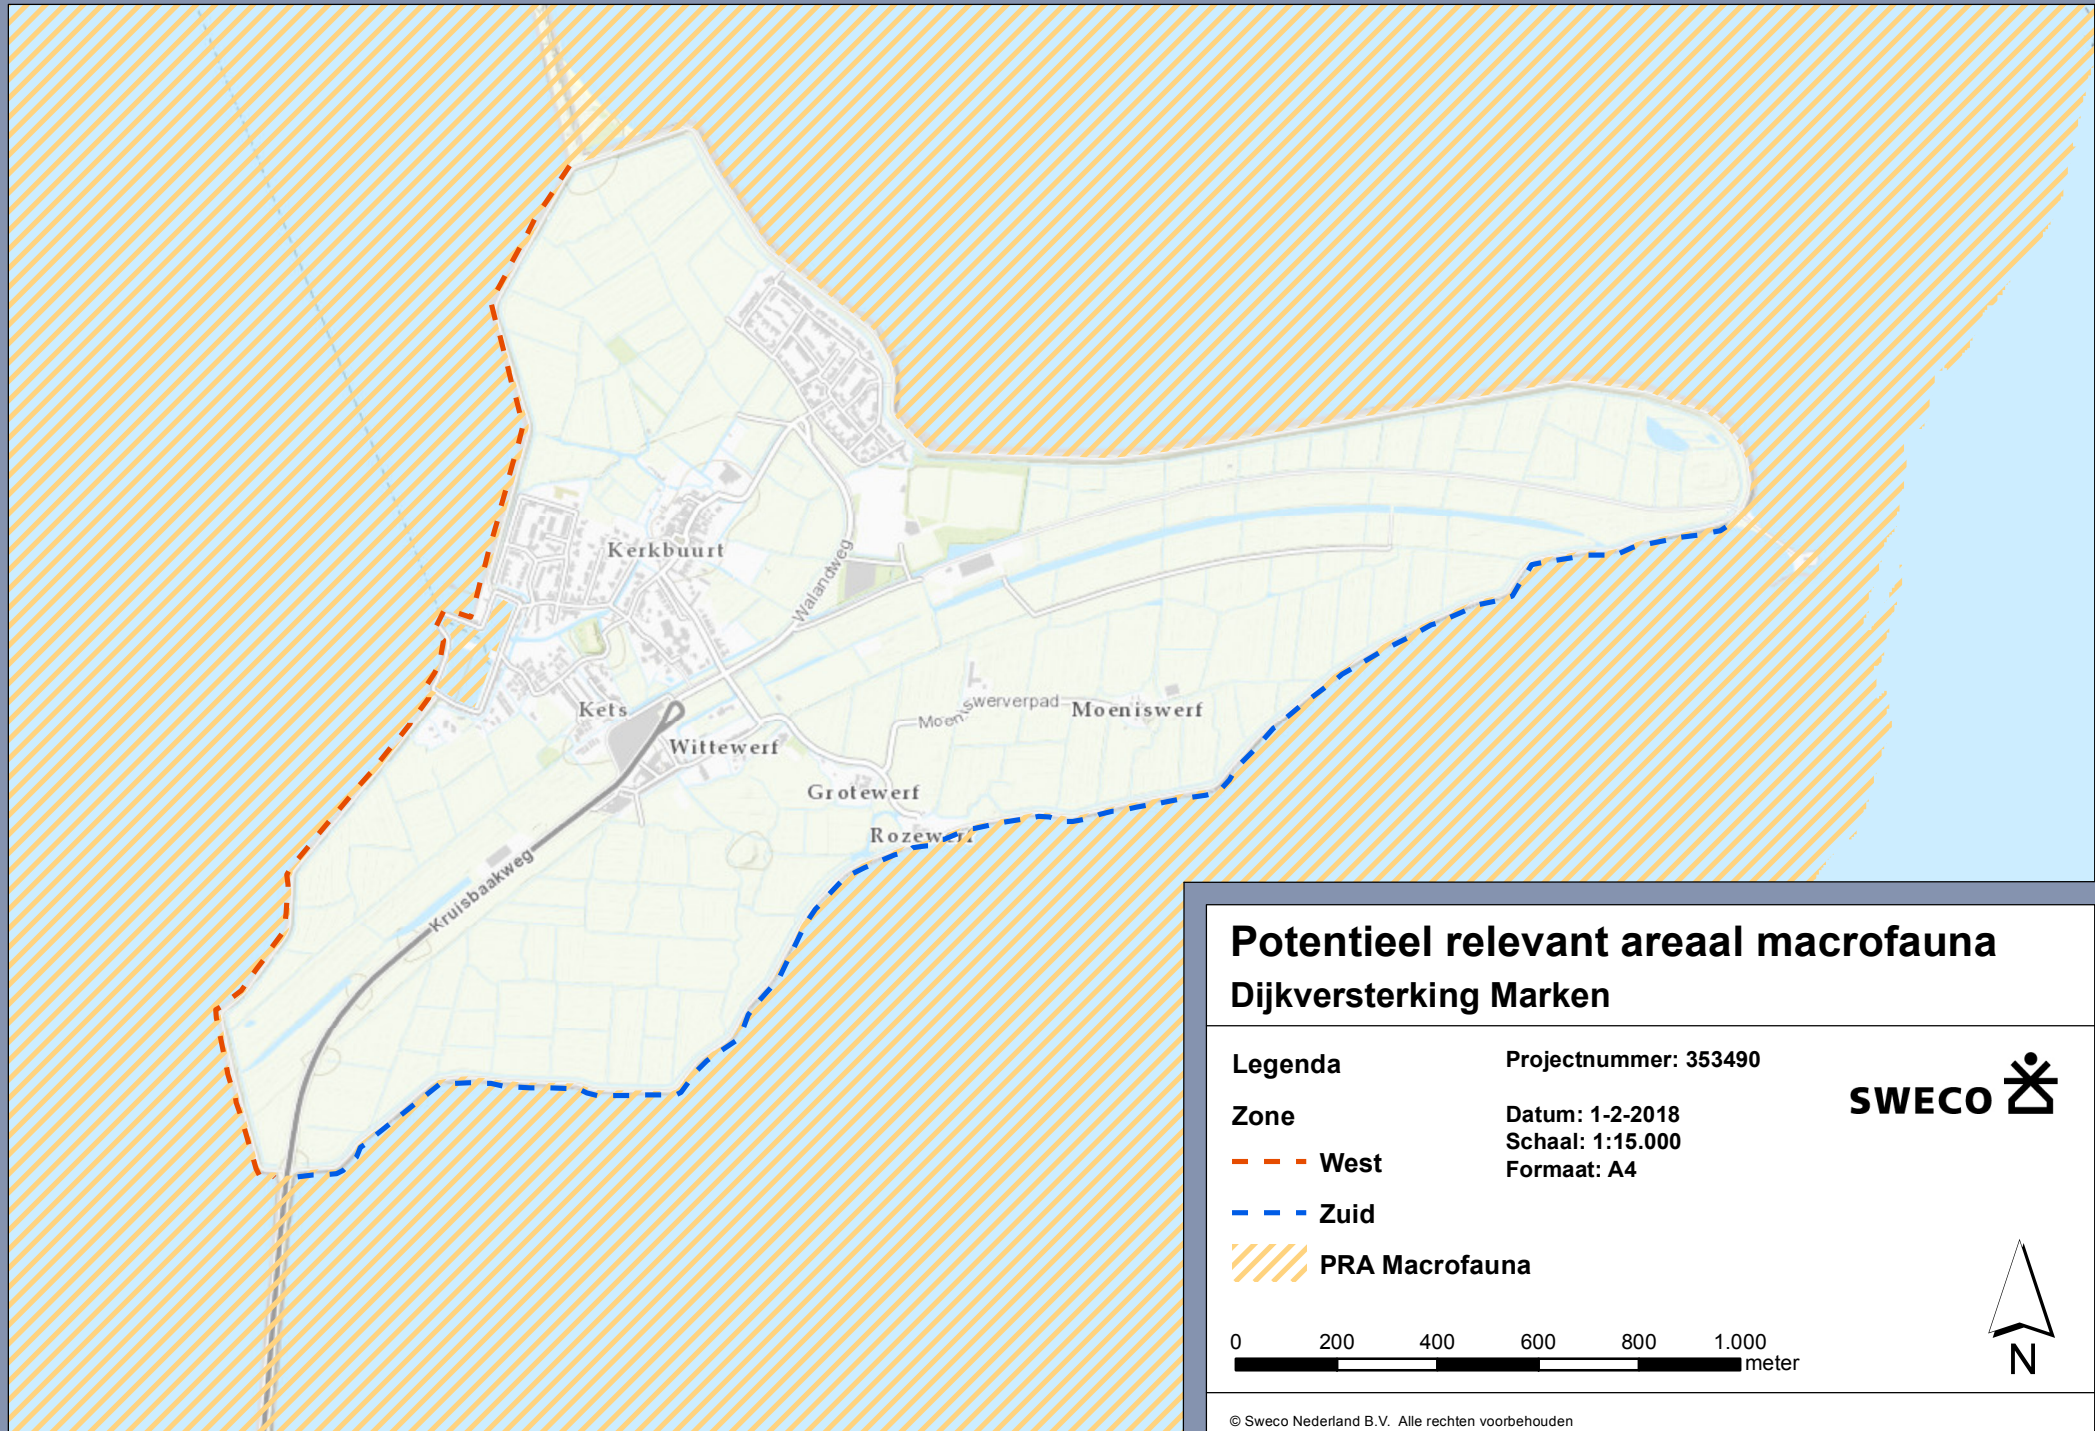 Kerkbuurt
Walandweg
Kets
Moeniswerverpad
Moeniswerf
Wittewerf
Grotewerf
Rozewerf
Kruisbaakweg
Potentieel relevant areaal macrofauna
Dijkversterking Marken
Legenda
Projectnummer: 353490
SWECO
Zone
Datum: 1-2-2018
Schaal: 1:15.000
Formaat: A4
West
Zuid
PRA Macrofauna
0 200 400 600 800 1.000
meter
N
© Sweco Nederland B.V. Alle rechten voorbehouden